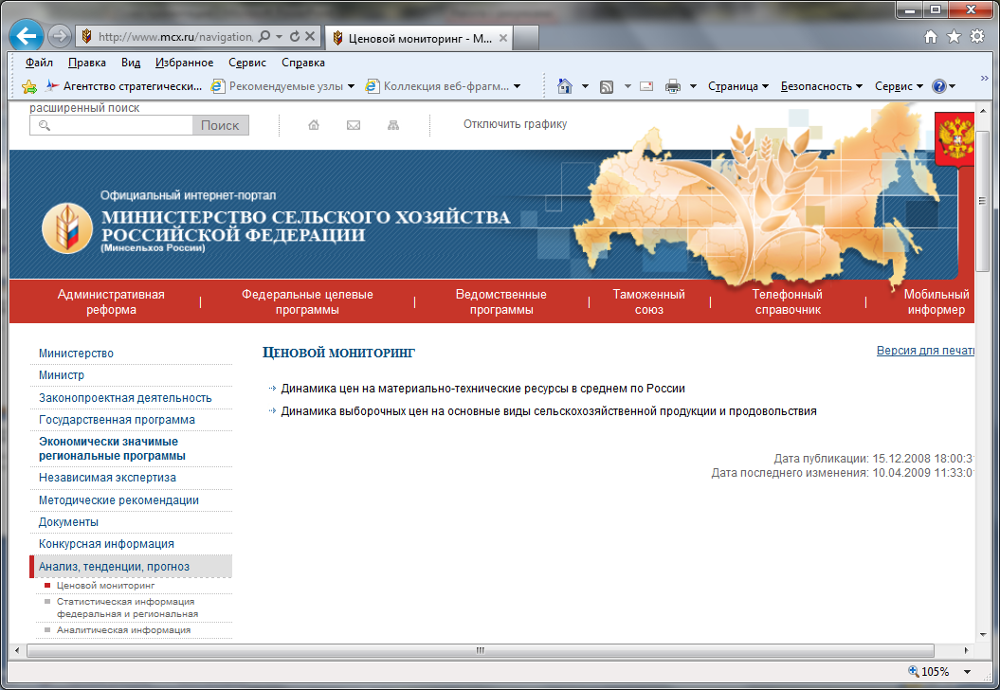 http://www.mcx.ru/navigation
Ценовой мониторинг - М...
Файл Правка Вид Избранное Сервис Справка
Агентство стратегически... Рекомендуемые узлы Коллекция веб-фрагм... Страница Безопасность Сервис
расширенный поиск
Поиск Отключить графику
Официальный интернет-портал
МИНИСТЕРСТВО СЕЛЬСКОГО ХОЗЯЙСТВА
РОССИЙСКОЙ ФЕДЕРАЦИИ
(Минсельхоз России)
Административная реформа | Федеральные целевые программы | Ведомственные программы | Таможенный союз | Телефонный справочник | Мобильный информер
Министерство
Министр
Законопроектная деятельность
Государственная программа
Экономически значимые
региональные программы
Независимая экспертиза
Методические рекомендации
Документы
Конкурсная информация
Анализ, тенденции, прогноз
Ценовой мониторинг
Статистическая информация
федеральная и региональная
Аналитическая информация
Ценовой мониторинг
Версия для печати
Динамика цен на материально-технические ресурсы в среднем по России
Динамика выборочных цен на основные виды сельскохозяйственной продукции и продовольствия
Дата публикации: 15.12.2008 18:00:3
Дата последнего изменения: 10.04.2009 11:33:0
105%